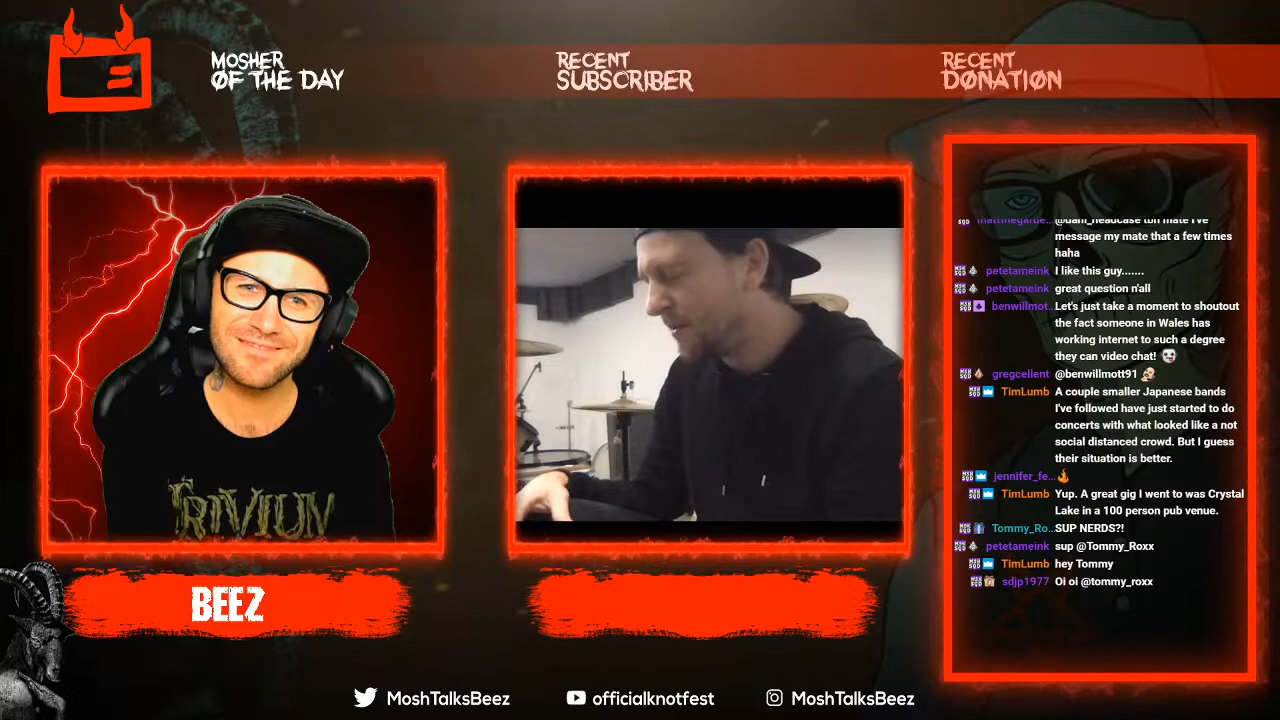 MOSHER
ØF THE DAY
RECENT
SUBSCRIBER
RECENT
DØNATIØN
TRIVIUM
BEEZ
@dani_headcase ton mate I've
message my mate that a few times
haha
petetameink I like this guy.......
petetameink great question n'all
benwillmot... Let's just take a moment to shoutout
the fact someone in Wales has
working internet to such a degree
they can video chat!
gregcellent @benwillmott91
TimLumb A couple smaller Japanese bands
I've followed have just started to do
concerts with what looked like a not
social distanced crowd. But I guess
their situation is better.
jennifer_fe...
TimLumb Yup. A great gig I went to was Crystal
Lake in a 100 person pub venue.
Tommy_Ro... SUP NERDS?!
petetameink sup @Tommy_Roxx
TimLumb hey Tommy
sdjp1977 Oi oi @tommy_roxx
MoshTalksBeez
officialknotfest
MoshTalksBeez